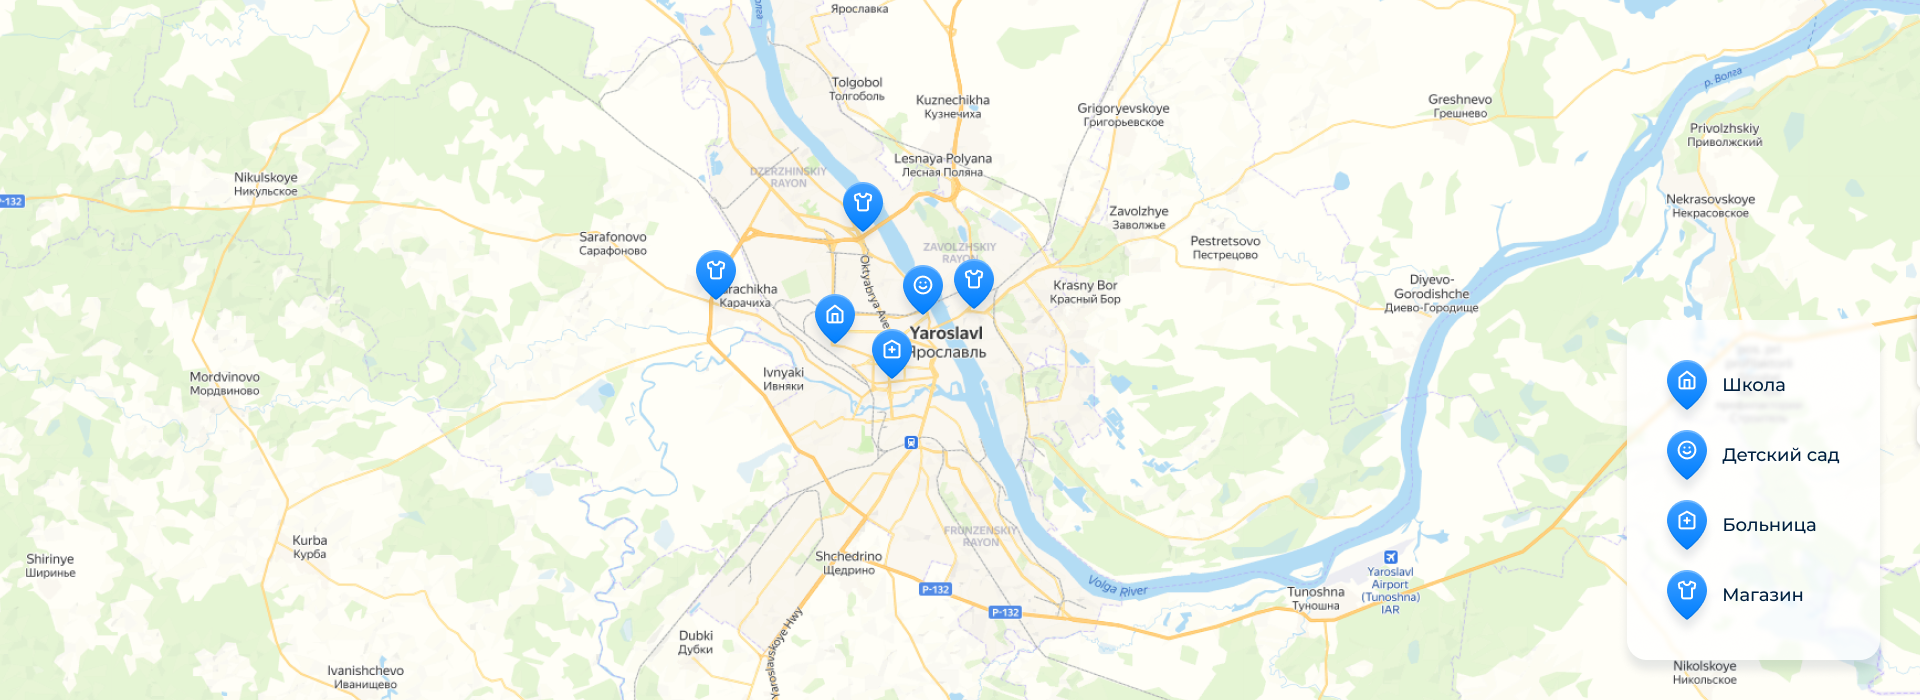 Ярославка
Волга
Tolgobol
Толгоболь
Kuznechikha
Кузнечиха
Grigoryevskoye
Григорьевское
Greshnevo
Грешнево
р. Волга
Privolzhskiy
Приволжский
Lesnaya Polyana
Лесная Поляна
DZERZHINSKIY
RAYON
Nikulskoye
Никульское
P-132
Nekrasovskoye
Некрасовское
Zavolzhye
Заволжье
Sarafonovo
Сарафоново
Pestretsovo
Пестрецово
ZAVOLZHSKIY
RAYON
Oktyabrya Ave
Karachikha
Карачиха
Krasny Bor
Красный Бор
Diyevo-
Gorodishche
Диево-Городище
Yaroslavl
Ярославль
Ivnyaki
Ивняки
Mordvinovo
Мордвиново
Школа
Детский сад
Больница
Магазин
FRUNZENSKIY
RAYON
Kurba
Курба
Shirinye
Ширинье
Shchedrino
Щедрино
P-132
P-132
Volga River
Yaroslavl
Airport
(Tunoshna)
IAR
Tunoshna
Туношна
Dubki
Дубки
Yaroslavskoye Hwy
Ivanishchevo
Иванищево
Nikolskoye
Никольское